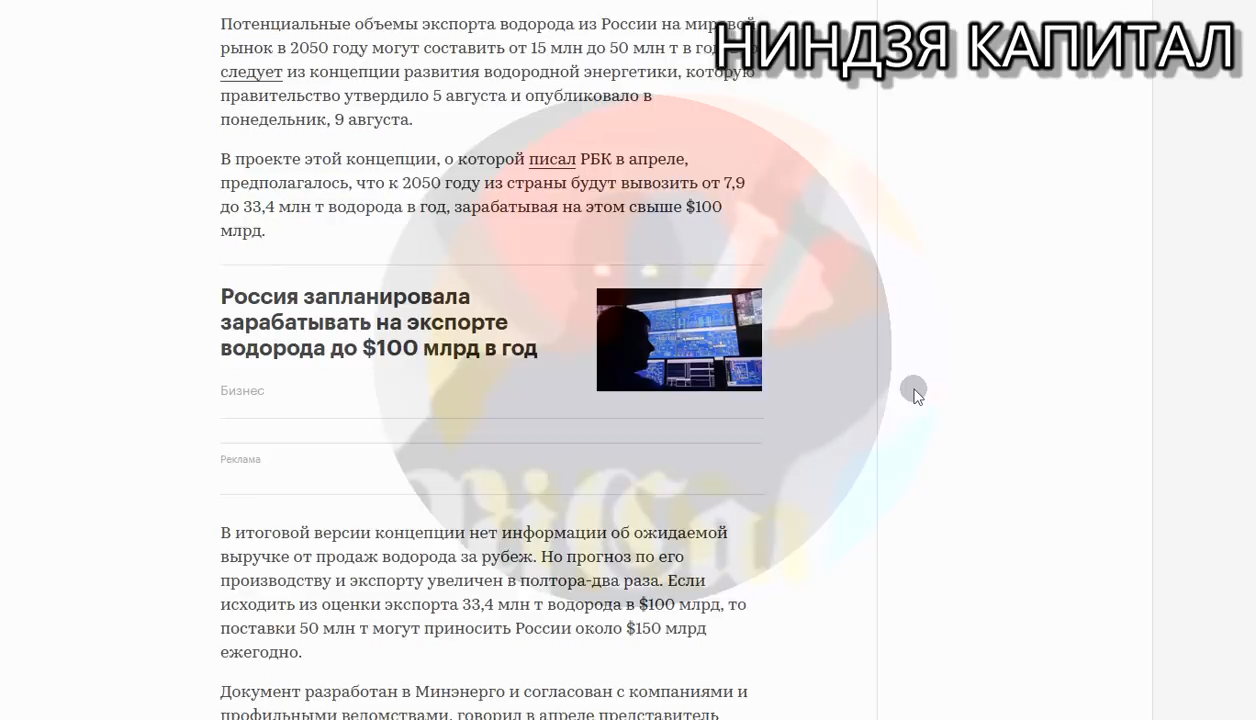 Потенциальные объемы экспорта водорода из России на мировой
НИНДЗЯ КАПИТАЛ
рынок в 2050 году могут составить от 15 млн до 50 млн т в год
следует из концепции развития водородной энергетики, которую
правительство утвердило 5 августа и опубликовало в
понедельник, 9 августа.
В проекте этой концепции, о которой писал РБК в апреле,
предполагалось, что к 2050 году из страны будут вывозить от 7,9
до 33,4 млн т водорода в год, зарабатывая на этом свыше $100
млрд.
Россия запланировала
зарабатывать на экспорте
водорода до $100 млрд в год
Бизнес
Реклама
В итоговой версии концепции нет информации об ожидаемой
выручке от продаж водорода за рубеж. Но прогноз по его
производству и экспорту увеличен в полтора-два раза. Если
исходить из оценки экспорта 33,4 млн т водорода в $100 млрд, то
поставки 50 млн т могут приносить России около $150 млрд
ежегодно.
Документ разработан в Минэнерго и согласован с компаниями и
профильными ведомствами, говорил в апреле представитель